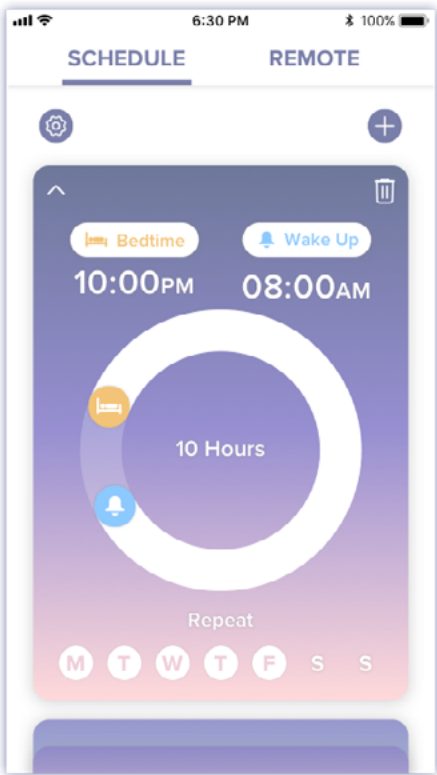 6:30 PM 100%
SCHEDULE REMOTE
Bedtime Wake Up
10:00PM 08:00AM
10 Hours
Repeat
M T W T F S S